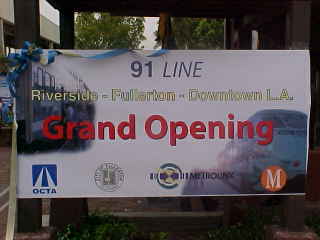 91 LINE
Riverside - Fullerton - Downtown L.A.
Grand Opening
OCTA
METROLINK
M